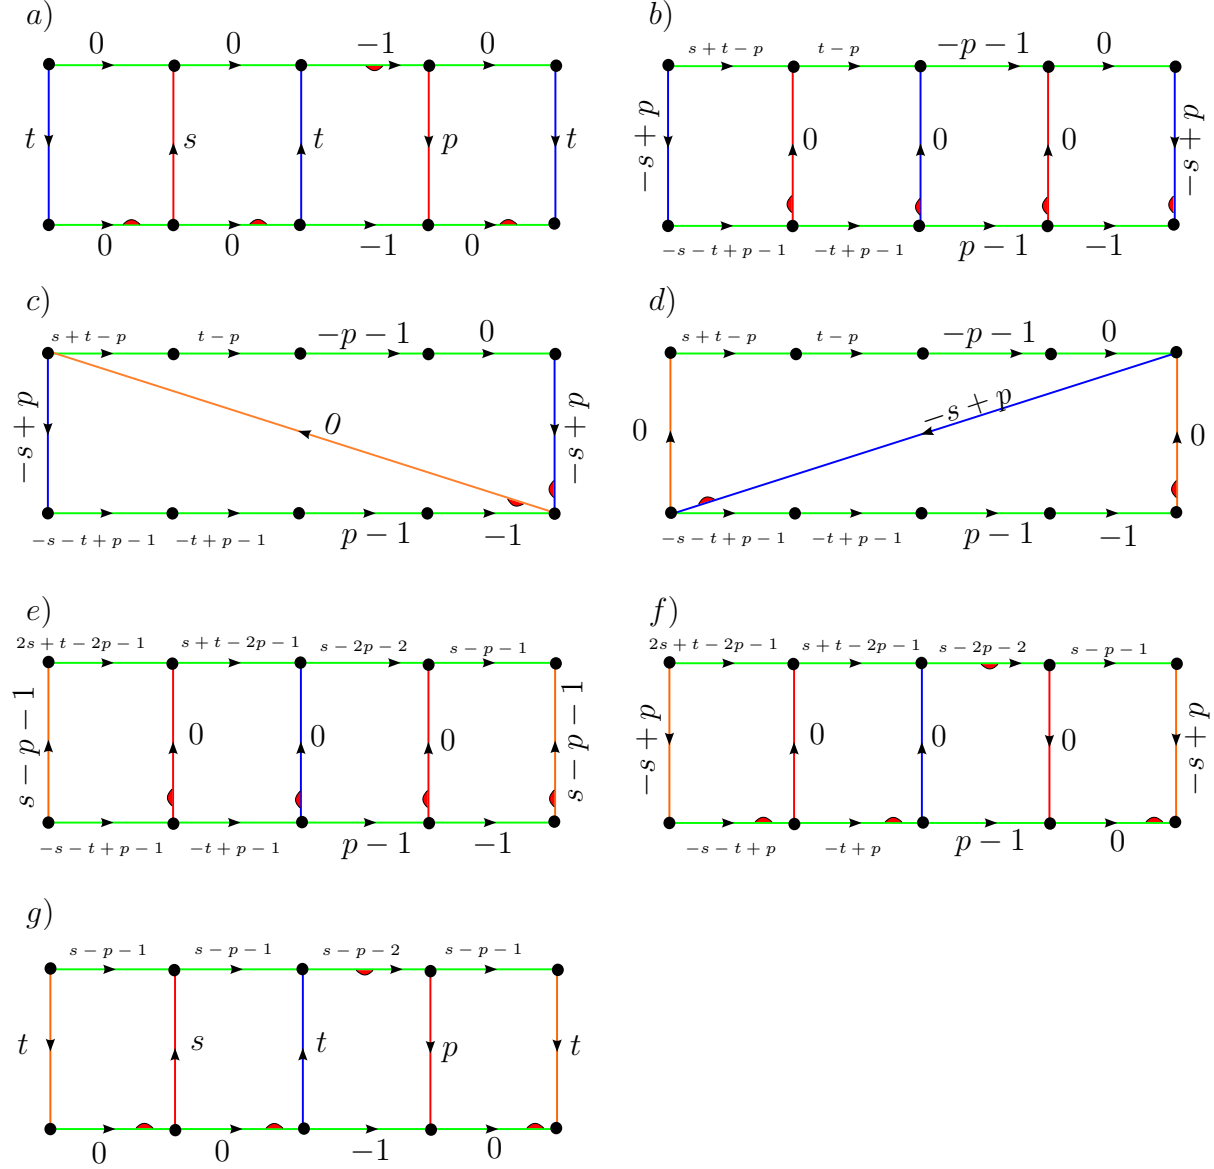 a) b)
0 0 −1 0 s + t − p t − p −p − 1 0
t s t p t −s + p 0 0 0 −s + p
0 0 −1 0 −s − t + p − 1 −t + p − 1 p − 1 −1
c) d)
s + t − p t − p −p − 1 0 s + t − p t − p −p − 1 0
−s + p 0 −s + p 0 −s + p 0
−s − t + p − 1 −t + p − 1 p − 1 −1 −s − t + p − 1 −t + p − 1 p − 1 −1
e) f)
2s + t − 2p − 1 s + t − 2p − 1 s − 2p − 2 s − p − 1 2s + t − 2p − 1 s + t − 2p − 1 s − 2p − 2 s − p − 1
s − p − 1 0 0 0 s − p − 1 −s + p 0 0 0 −s + p
−s − t + p − 1 −t + p − 1 p − 1 −1 −s − t + p −t + p p − 1 0
g)
s − p − 1 s − p − 1 s − p − 2 s − p − 1
t s t p t
0 0 −1 0